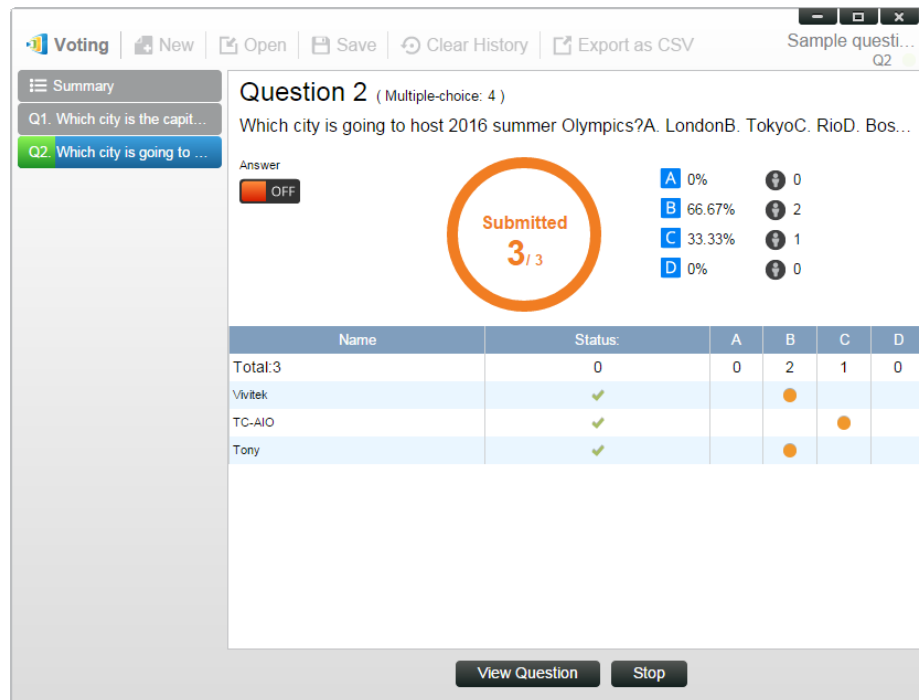 Voting New Open Save Clear History Export as CSV Sample questi...
Q2
Summary
Q1. Which city is the capit...
Q2. Which city is going to ...
Question 2 ( Multiple-choice: 4 )
Which city is going to host 2016 summer Olympics?A. LondonB. TokyoC. RioD. Bos...
Answer
OFF
Submitted
3/ 3
A 0% 0
B 66.67% 2
C 33.33% 1
D 0% 0
Name Status: A B C D
Total:3 0 0 2 1 0
Vivitek
TC-AIO
Tony
View Question Stop